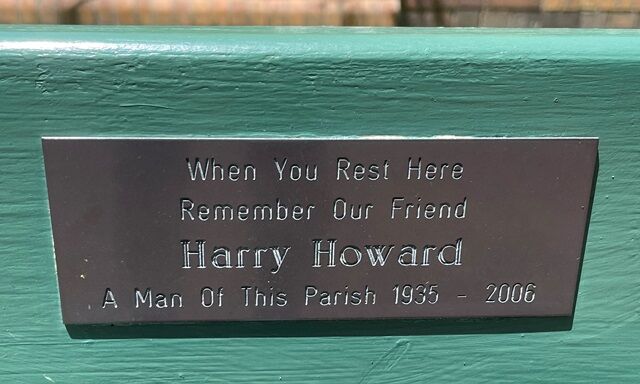 When You Rest Here
Remember Our Friend
Harry Howard
A Man Of This Parish 1935 - 2006